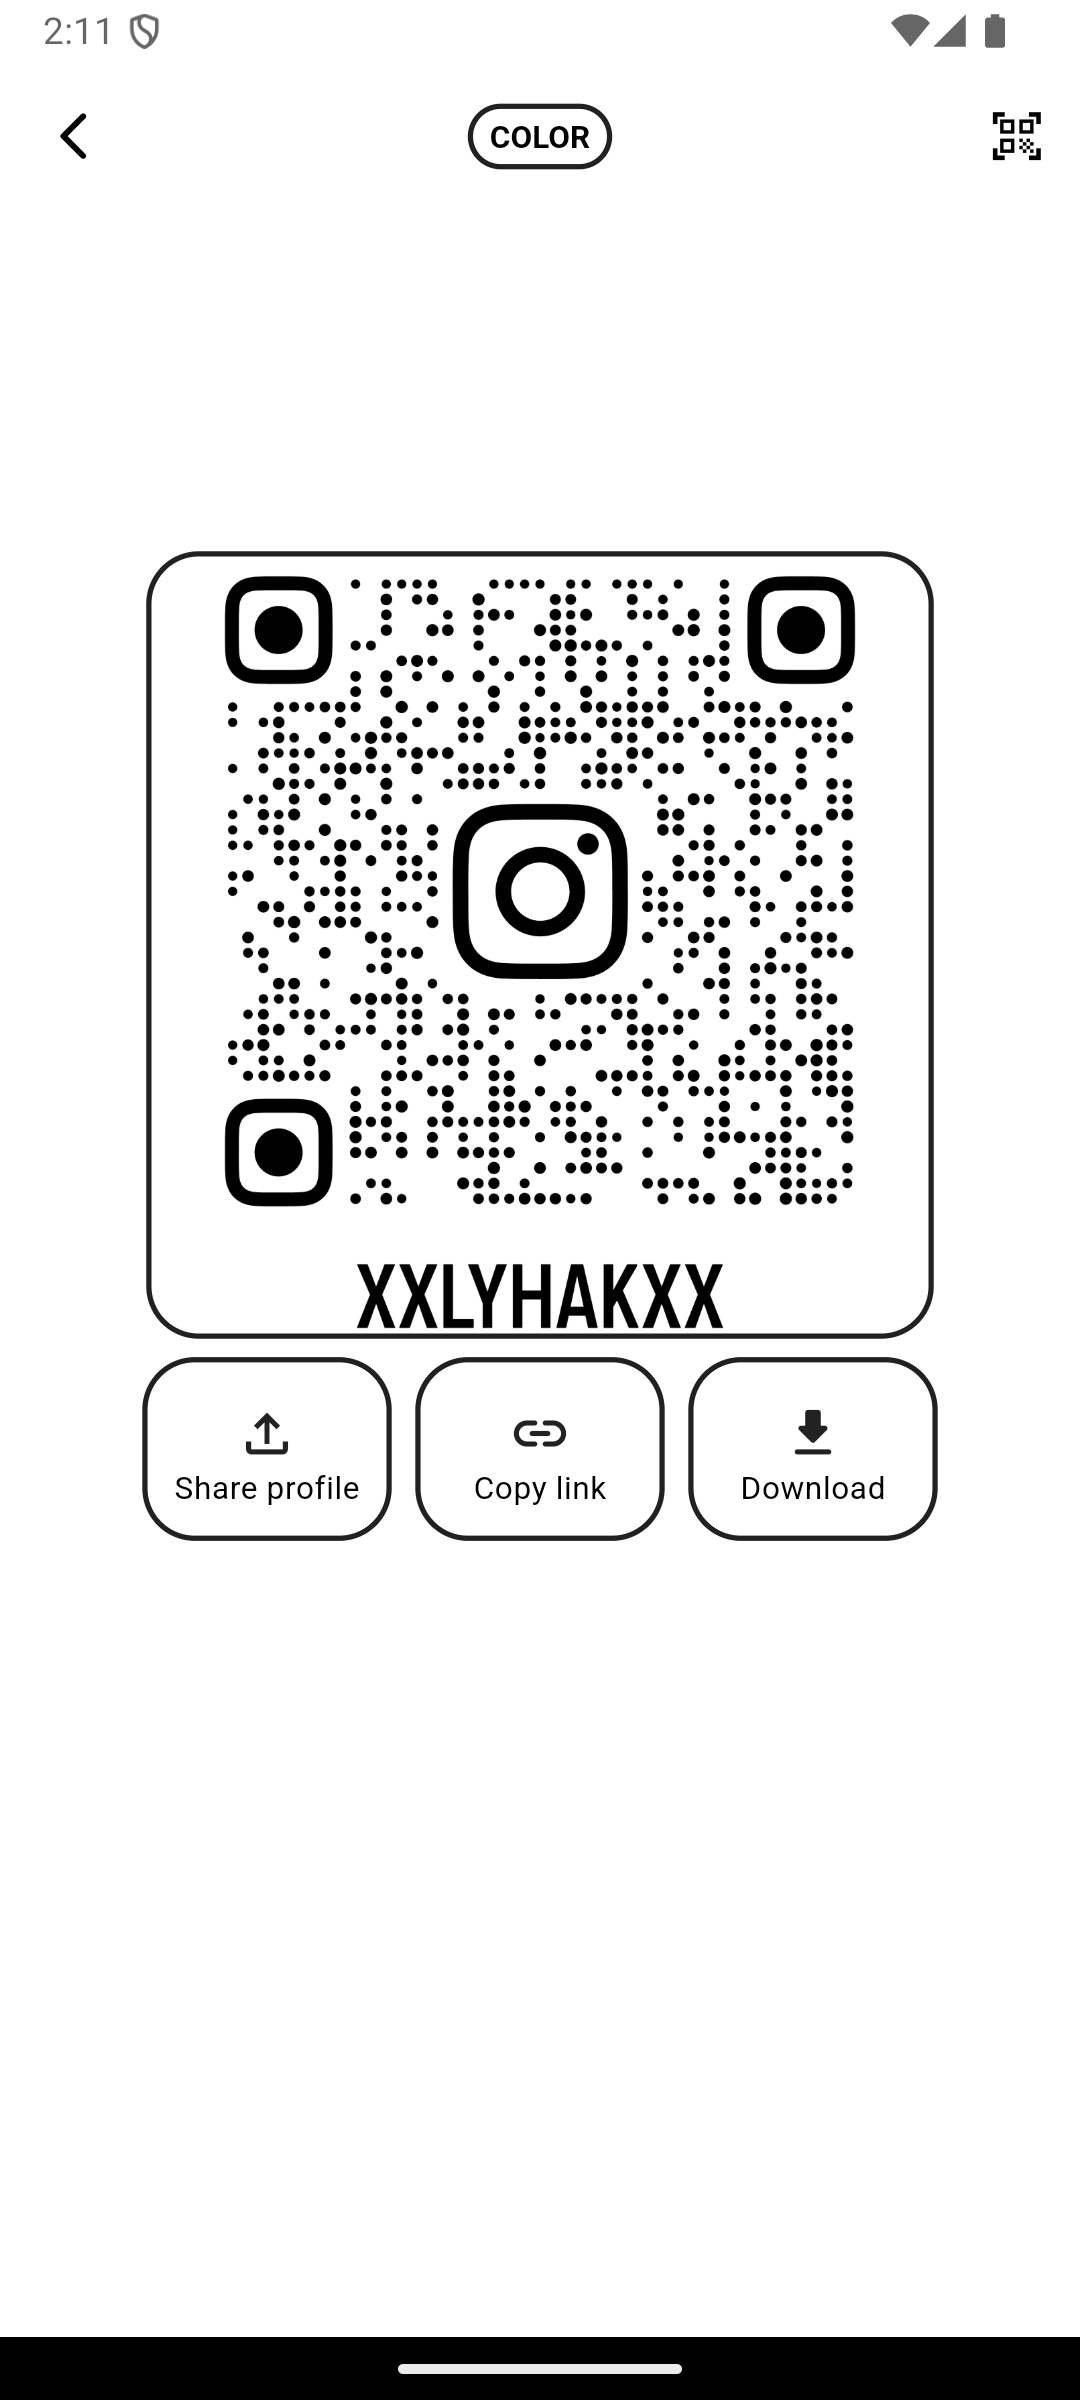 2:11
COLOR
XXLYHAKXX
Share profile
Copy link
Download